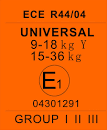 ECE R44/04
UNIVERSAL
9-18 kg Y
15-36 kg
E1
04301291
GROUP I II III